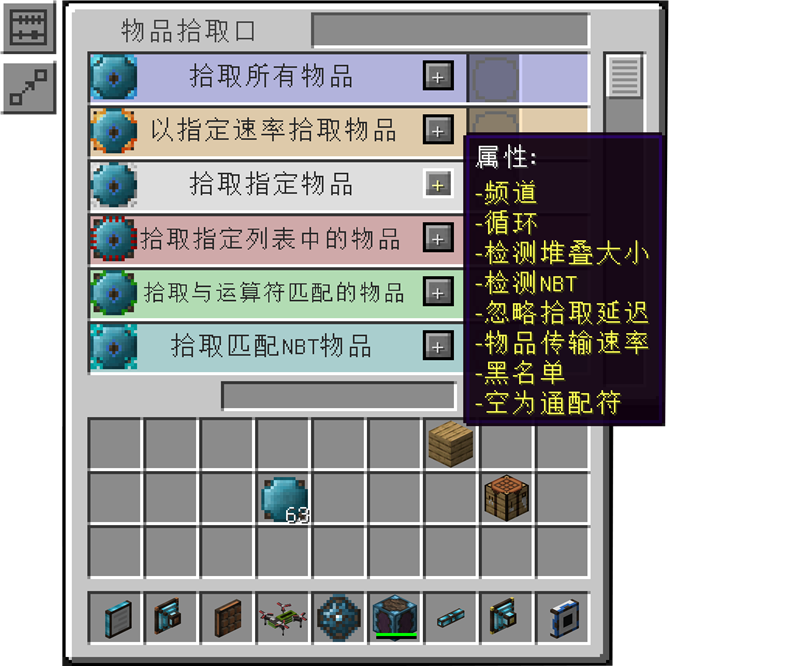 物品拾取口
拾取所有物品
+
以指定速率拾取物品
+
拾取指定物品
+
拾取指定列表中的物品
+
拾取与运算符匹配的物品
+
拾取匹配NBT物品
+
属性:
-频道
-循环
-检测堆叠大小
-检测NBT
-忽略拾取延迟
-物品传输速率
-黑名单
-空为通配符
63